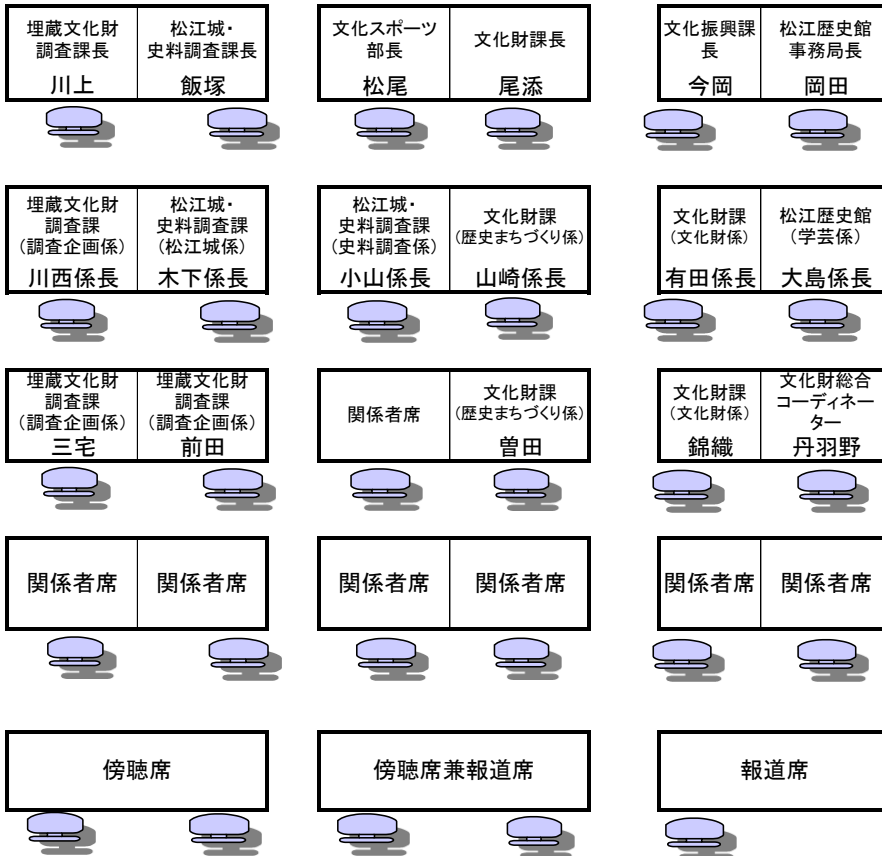 埋蔵文化財
調査課長
川上
松江城・
史料調査課長
飯塚
文化スポーツ
部長
松尾
文化財課長
尾添
文化振興課
長
今岡
松江歴史館
事務局長
岡田
埋蔵文化財
調査課
(調査企画係)
川西係長
松江城・
史料調査課
(松江城係)
木下係長
松江城・
史料調査課
(史料調査係)
小山係長
文化財課
(歴史まちづくり係)
山崎係長
文化財課
(文化財係)
有田係長
松江歴史館
(学芸係)
大島係長
埋蔵文化財
調査課
(調査企画係)
三宅
埋蔵文化財
調査課
(調査企画係)
前田
関係者席
文化財課
(歴史まちづくり係)
曽田
文化財課
(文化財係)
錦織
文化財総合
コーディネー
ター
丹羽野
関係者席
関係者席
関係者席
関係者席
関係者席
関係者席
傍聴席
傍聴席兼報道席
報道席